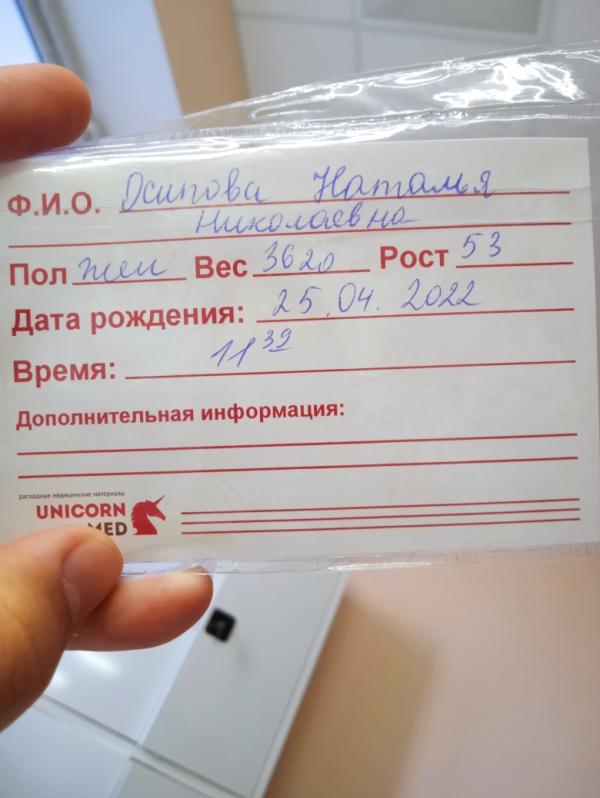 Ф.И.О. Осипова Наталья
Николаевна
Пол жен Вес 3620 Рост 53
Дата рождения: 25.04.2022
Время: 11 39
Дополнительная информация:
расходные медицинские материалы
UNICORN
MED